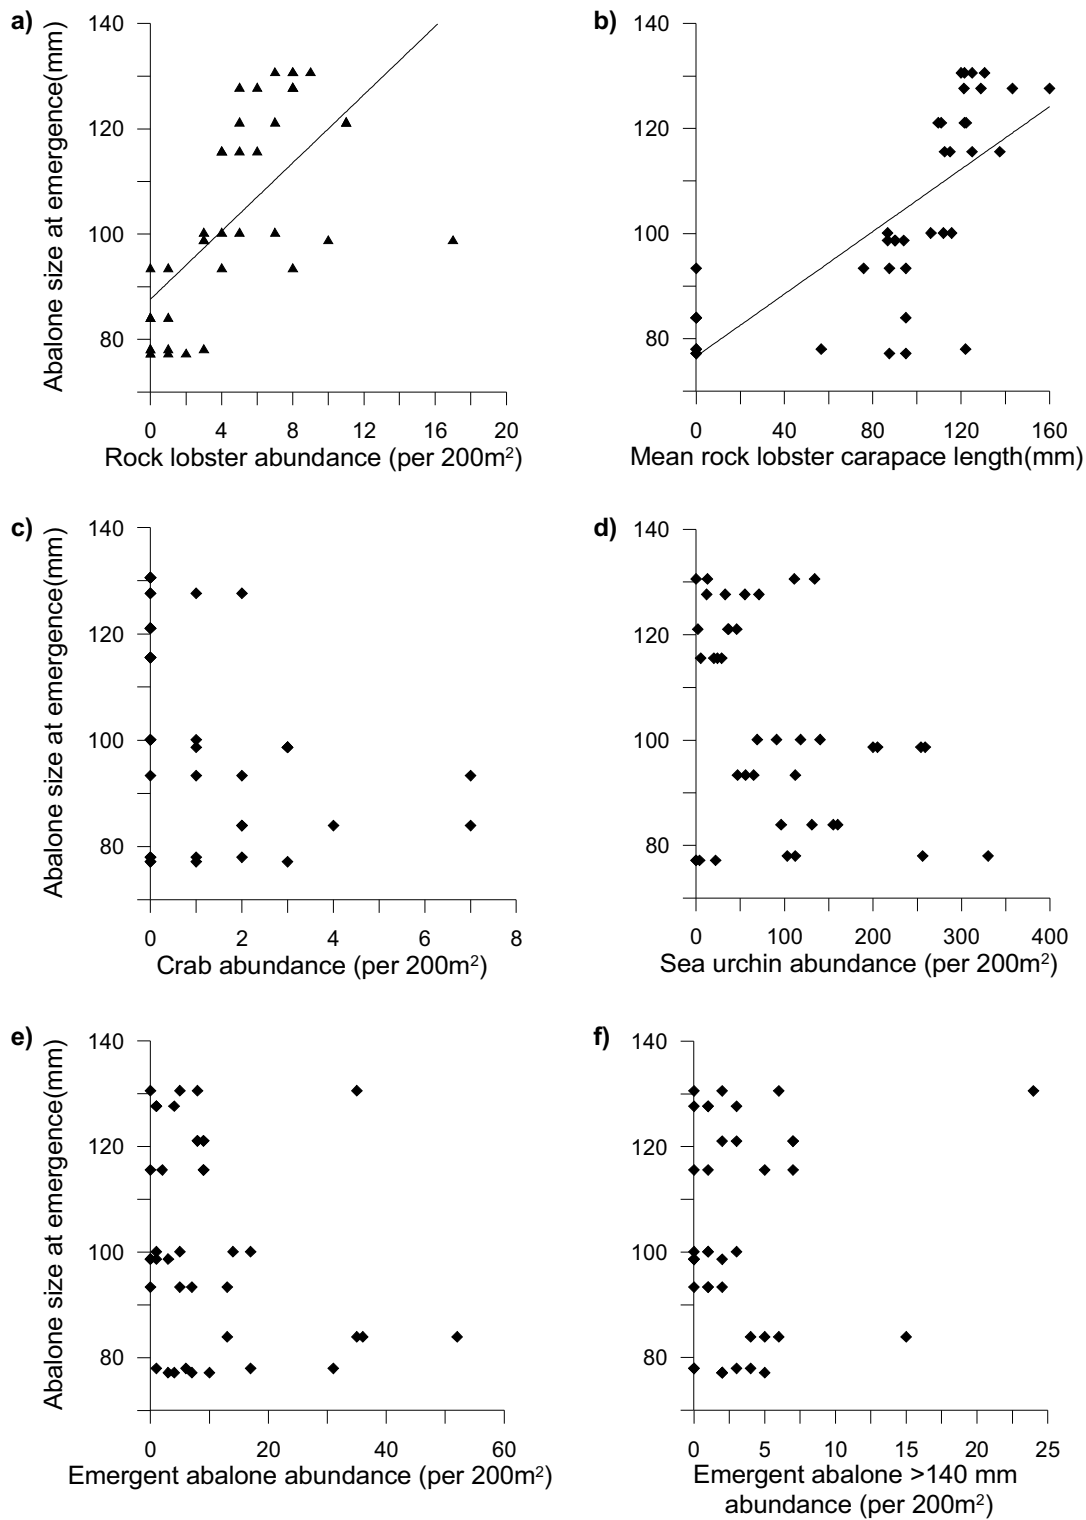 a)
b)
Abalone size at emergence(mm)
140
120
100
80
0 4 8 12 16 20
Rock lobster abundance (per 200m²)
140
120
100
80
0 40 80 120 160
Mean rock lobster carapace length(mm)
c)
d)
Abalone size at emergence(mm)
140
120
100
80
0 2 4 6 8
Crab abundance (per 200m²)
140
120
100
80
0 100 200 300 400
Sea urchin abundance (per 200m²)
e)
f)
Abalone size at emergence(mm)
140
120
100
80
0 20 40 60
Emergent abalone abundance (per 200m²)
140
120
100
80
0 5 10 15 20 25
Emergent abalone >140 mm
abundance (per 200m²)